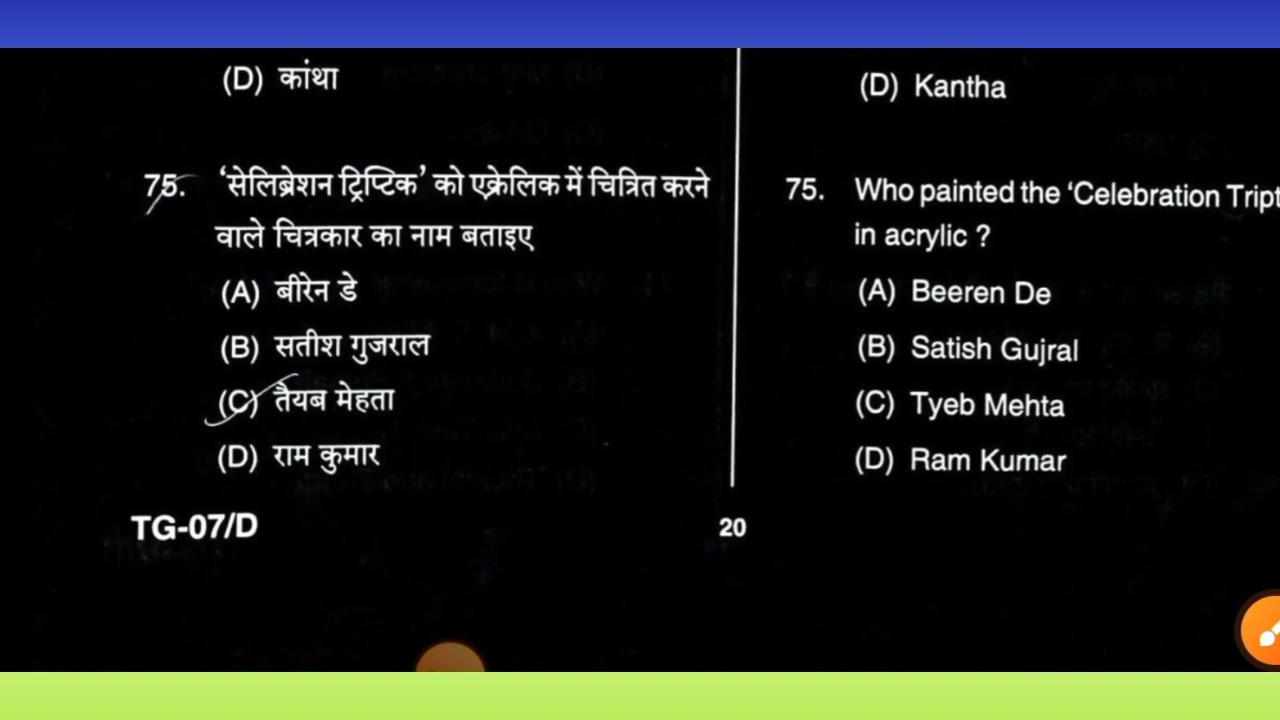 (D) कांथा
75. 'सेलिब्रेशन ट्रिप्टिक' को एक्रेलिक में चित्रित करने
वाले चित्रकार का नाम बताइए
(A) बीरेन डे
(B) सतीश गुजराल
(C) तैयब मेहता
(D) राम कुमार
(D) Kantha
75. Who painted the 'Celebration Tript
in acrylic ?
(A) Beeren De
(B) Satish Gujral
(C) Tyeb Mehta
(D) Ram Kumar
TG-07/D
20